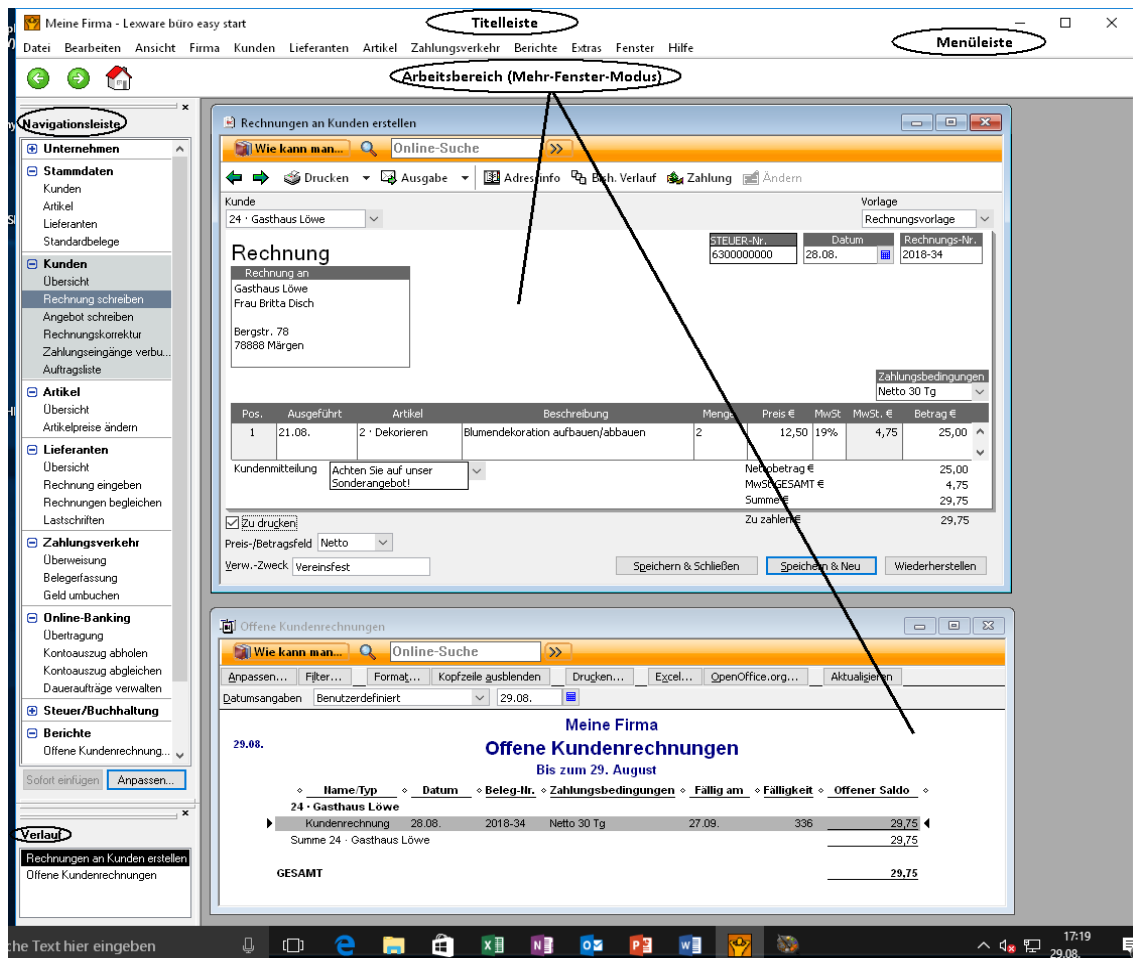 Meine Firma - Lexware büro easy start
Titelleiste
Datei Bearbeiten Ansicht Firma Kunden Lieferanten Artikel Zahlungsverkehr Berichte Extras Fenster Hilfe
Menüleiste
Arbeitsbereich (Mehr-Fenster-Modus)
Navigationsleiste
Unternehmen
Stammdaten
Kunden
Artikel
Lieferanten
Standardbelege
Kunden
Übersicht
Rechnung schreiben
Angebot schreiben
Rechnungskorrektur
Zahlungseingänge verbu...
Auftragsliste
Artikel
Übersicht
Artikelpreise ändern
Lieferanten
Übersicht
Rechnung eingeben
Rechnungen begleichen
Lastschriften
Zahlungsverkehr
Überweisung
Belegerfassung
Geld umbuchen
Online-Banking
Übertragung
Kontoauszug abholen
Kontoauszug abgleichen
Daueraufträge verwalten
Steuer/Buchhaltung
Berichte
Offene Kundenrechnung...
Sofort einfügen Anpassen...
Verlauf
Rechnungen an Kunden erstellen
Offene Kundenrechnungen
Rechnungen an Kunden erstellen
Wie kann man... Online-Suche
Drucken Ausgabe Adressinfo Bish. Verlauf Zahlung Ändern
Kunde Vorlage
24 · Gasthaus Löwe Rechnungsvorlage
Rechnung
STEUER-Nr. Datum Rechnungs-Nr.
6300000000 28.08. 2018-34
Rechnung an
Gasthaus Löwe
Frau Britta Disch
Bergstr. 78
78888 Märgen
Zahlungsbedingungen
Netto 30 Tg
Pos. Ausgeführt Artikel Beschreibung Menge Preis € MwSt MwSt. € Betrag €
1 21.08. 2 · Dekorieren Blumendekoration aufbauen/abbauen 2 12,50 19% 4,75 25,00
Kundenmitteilung Achten Sie auf unser
Sonderangebot!
Nettobetrag € 25,00
MwSt GESAMT € 4,75
Summe € 29,75
Zu drucken Zu zahlen € 29,75
Preis-/Betragsfeld Netto
Verw.-Zweck Vereinsfest Speichern & Schließen Speichern & Neu Wiederherstellen
Offene Kundenrechnungen
Wie kann man... Online-Suche
Anpassen... Filter... Format... Kopfzeile ausblenden Drucken... Excel... OpenOffice.org... Aktualisieren
Datumsangaben Benutzerdefiniert 29.08.
Meine Firma
29.08. Offene Kundenrechnungen
Bis zum 29. August
Name/Typ Datum Beleg-Nr. Zahlungsbedingungen Fällig am Fälligkeit Offener Saldo
24 · Gasthaus Löwe
Kundenrechnung 28.08. 2018-34 Netto 30 Tg 27.09. 336 29,75
Summe 24 · Gasthaus Löwe 29,75
GESAMT 29,75
che Text hier eingeben
17:19
29.08.